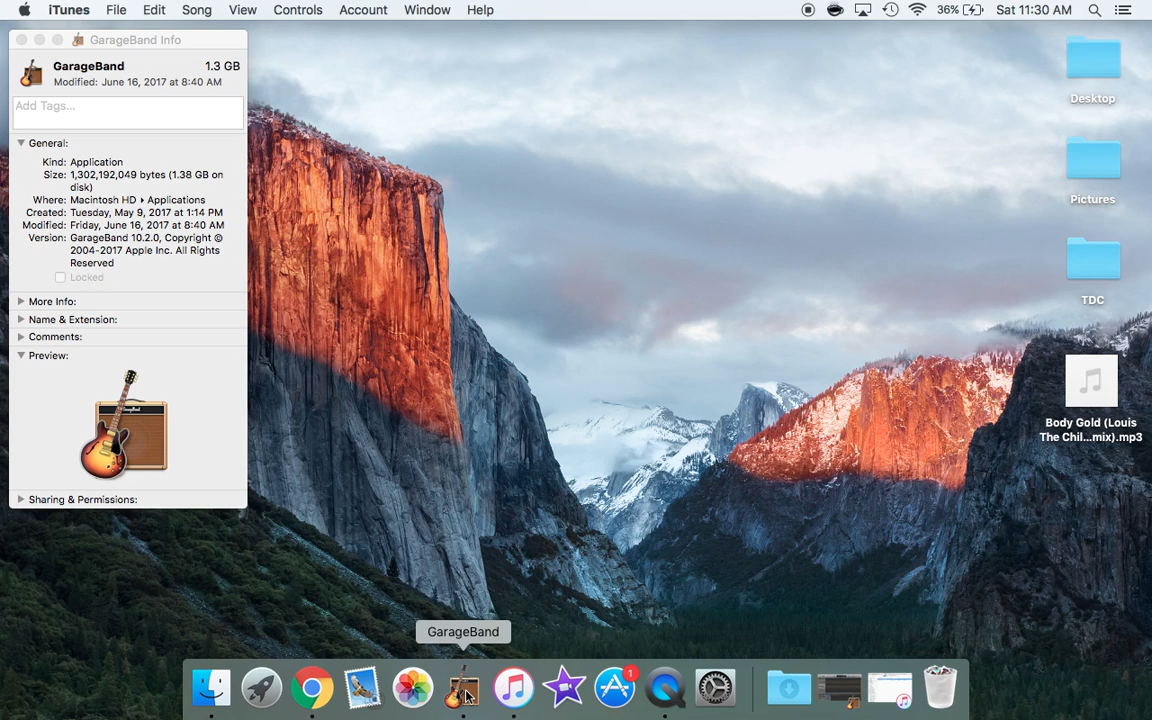 iTunes File Edit Song View Controls Account Window Help 36% Sat 11:30 AM
GarageBand Info
GarageBand 1.3 GB
Modified: June 16, 2017 at 8:40 AM
Add Tags...
General:
Kind: Application
Size: 1,302,192,049 bytes (1.38 GB on
disk)
Where: Macintosh HD ▸ Applications
Created: Tuesday, May 9, 2017 at 1:14 PM
Modified: Friday, June 16, 2017 at 8:40 AM
Version: GarageBand 10.2.0, Copyright ©
2004-2017 Apple Inc. All Rights
Reserved
Locked
More Info:
Name & Extension:
Comments:
Preview:
Sharing & Permissions:
Desktop
Pictures
TDC
Body Gold (Louis
The Chil...mix).mp3
GarageBand
1